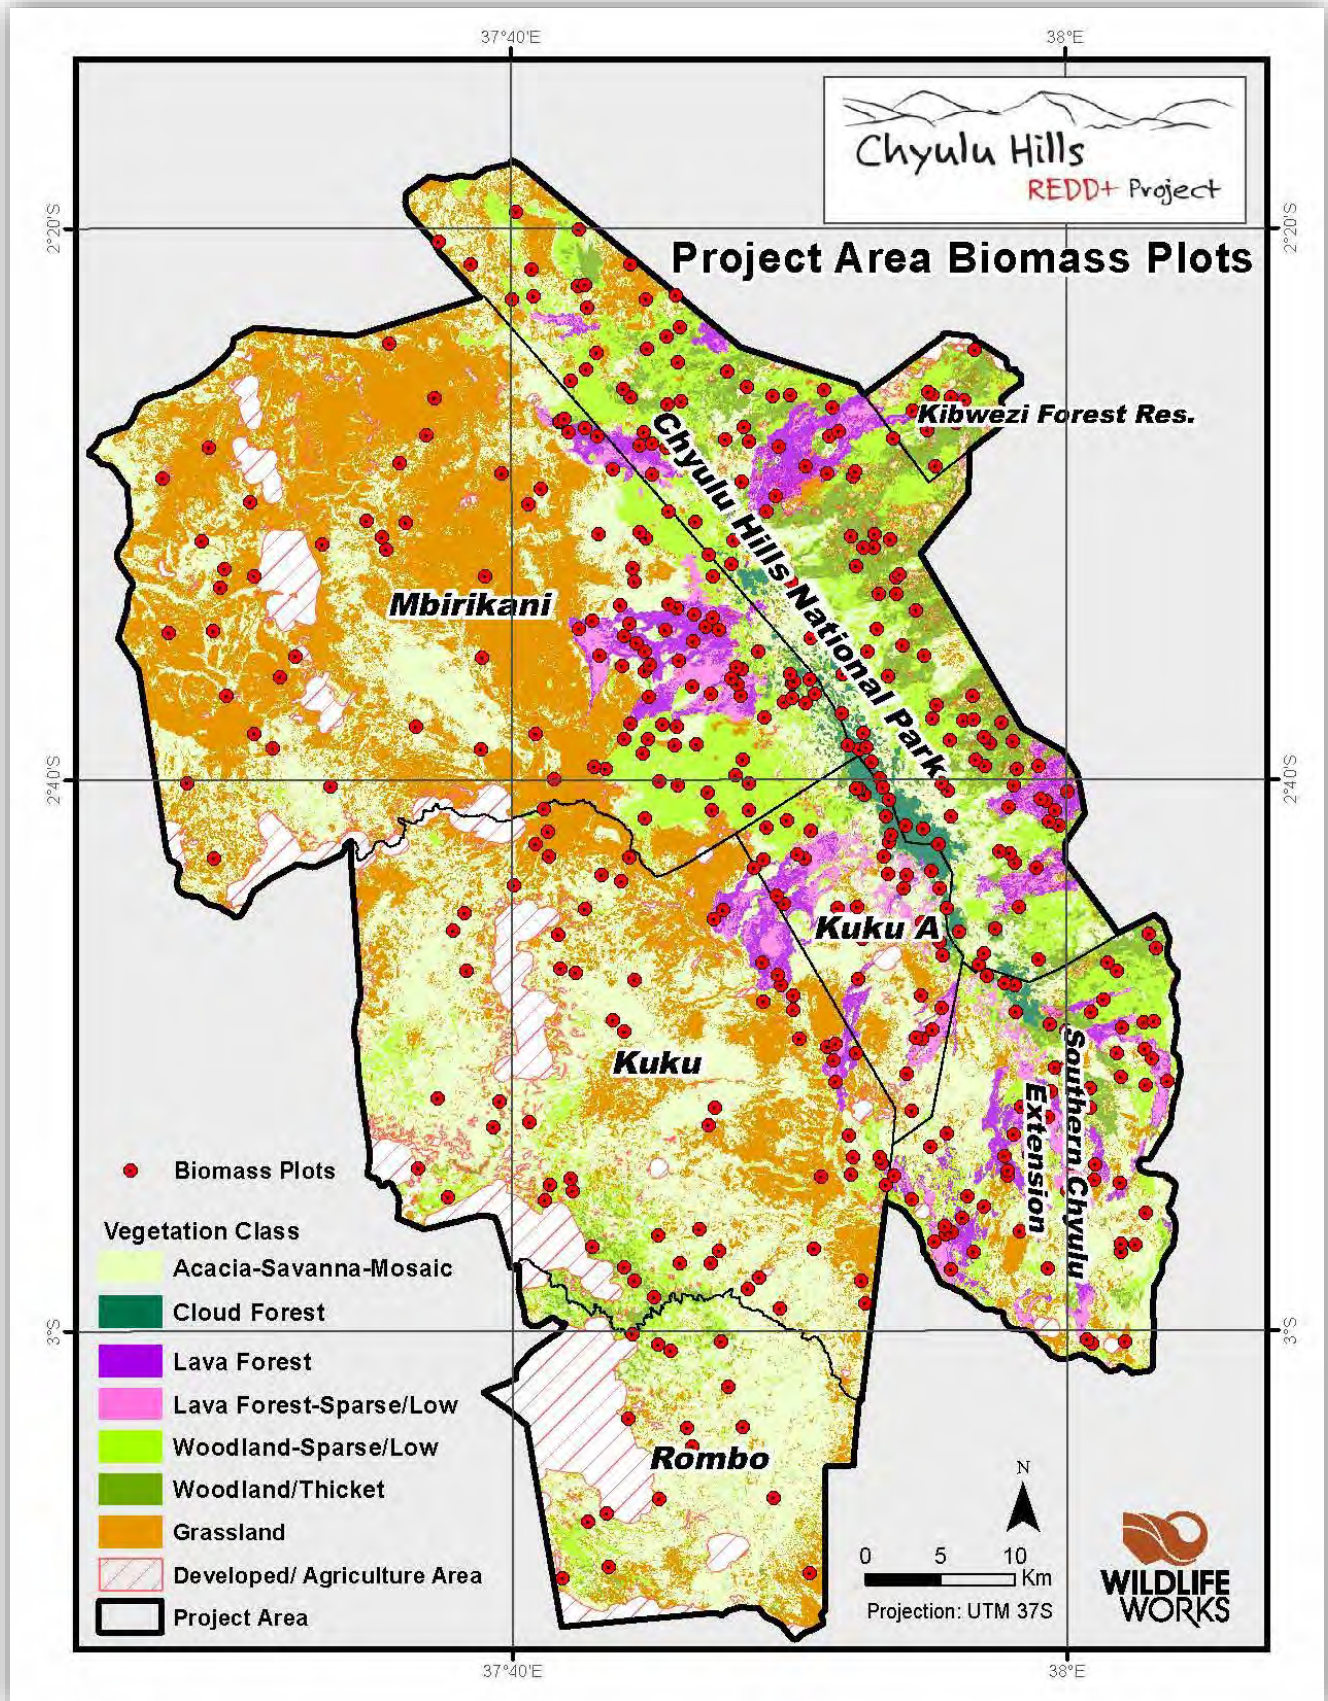 37°40'E
38°E
Chyulu Hills
REDD+ Project
2°20'S
2°20'S
Project Area Biomass Plots
Kibwezi Forest Res.
Chyulu Hills National Park
Mbirikani
2°40'S
2°40'S
Kuku A
Kuku
Southern Chyulu
Extension
Biomass Plots
Vegetation Class
Acacia-Savanna-Mosaic
Cloud Forest
3°S
3°S
Lava Forest
Lava Forest-Sparse/Low
Woodland-Sparse/Low
Rombo
Woodland/Thicket
N
Grassland
Developed/ Agriculture Area
0 5 10
Km
Projection: UTM 37S
WILDLIFE
WORKS
Project Area
37°40'E
38°E